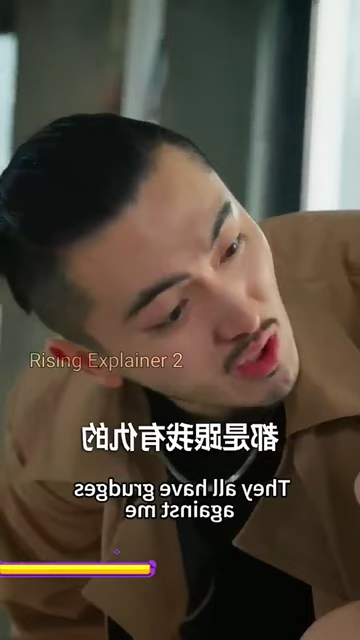 Rising Explainer 2
都是跟我有仇的
They all have grudges
against me